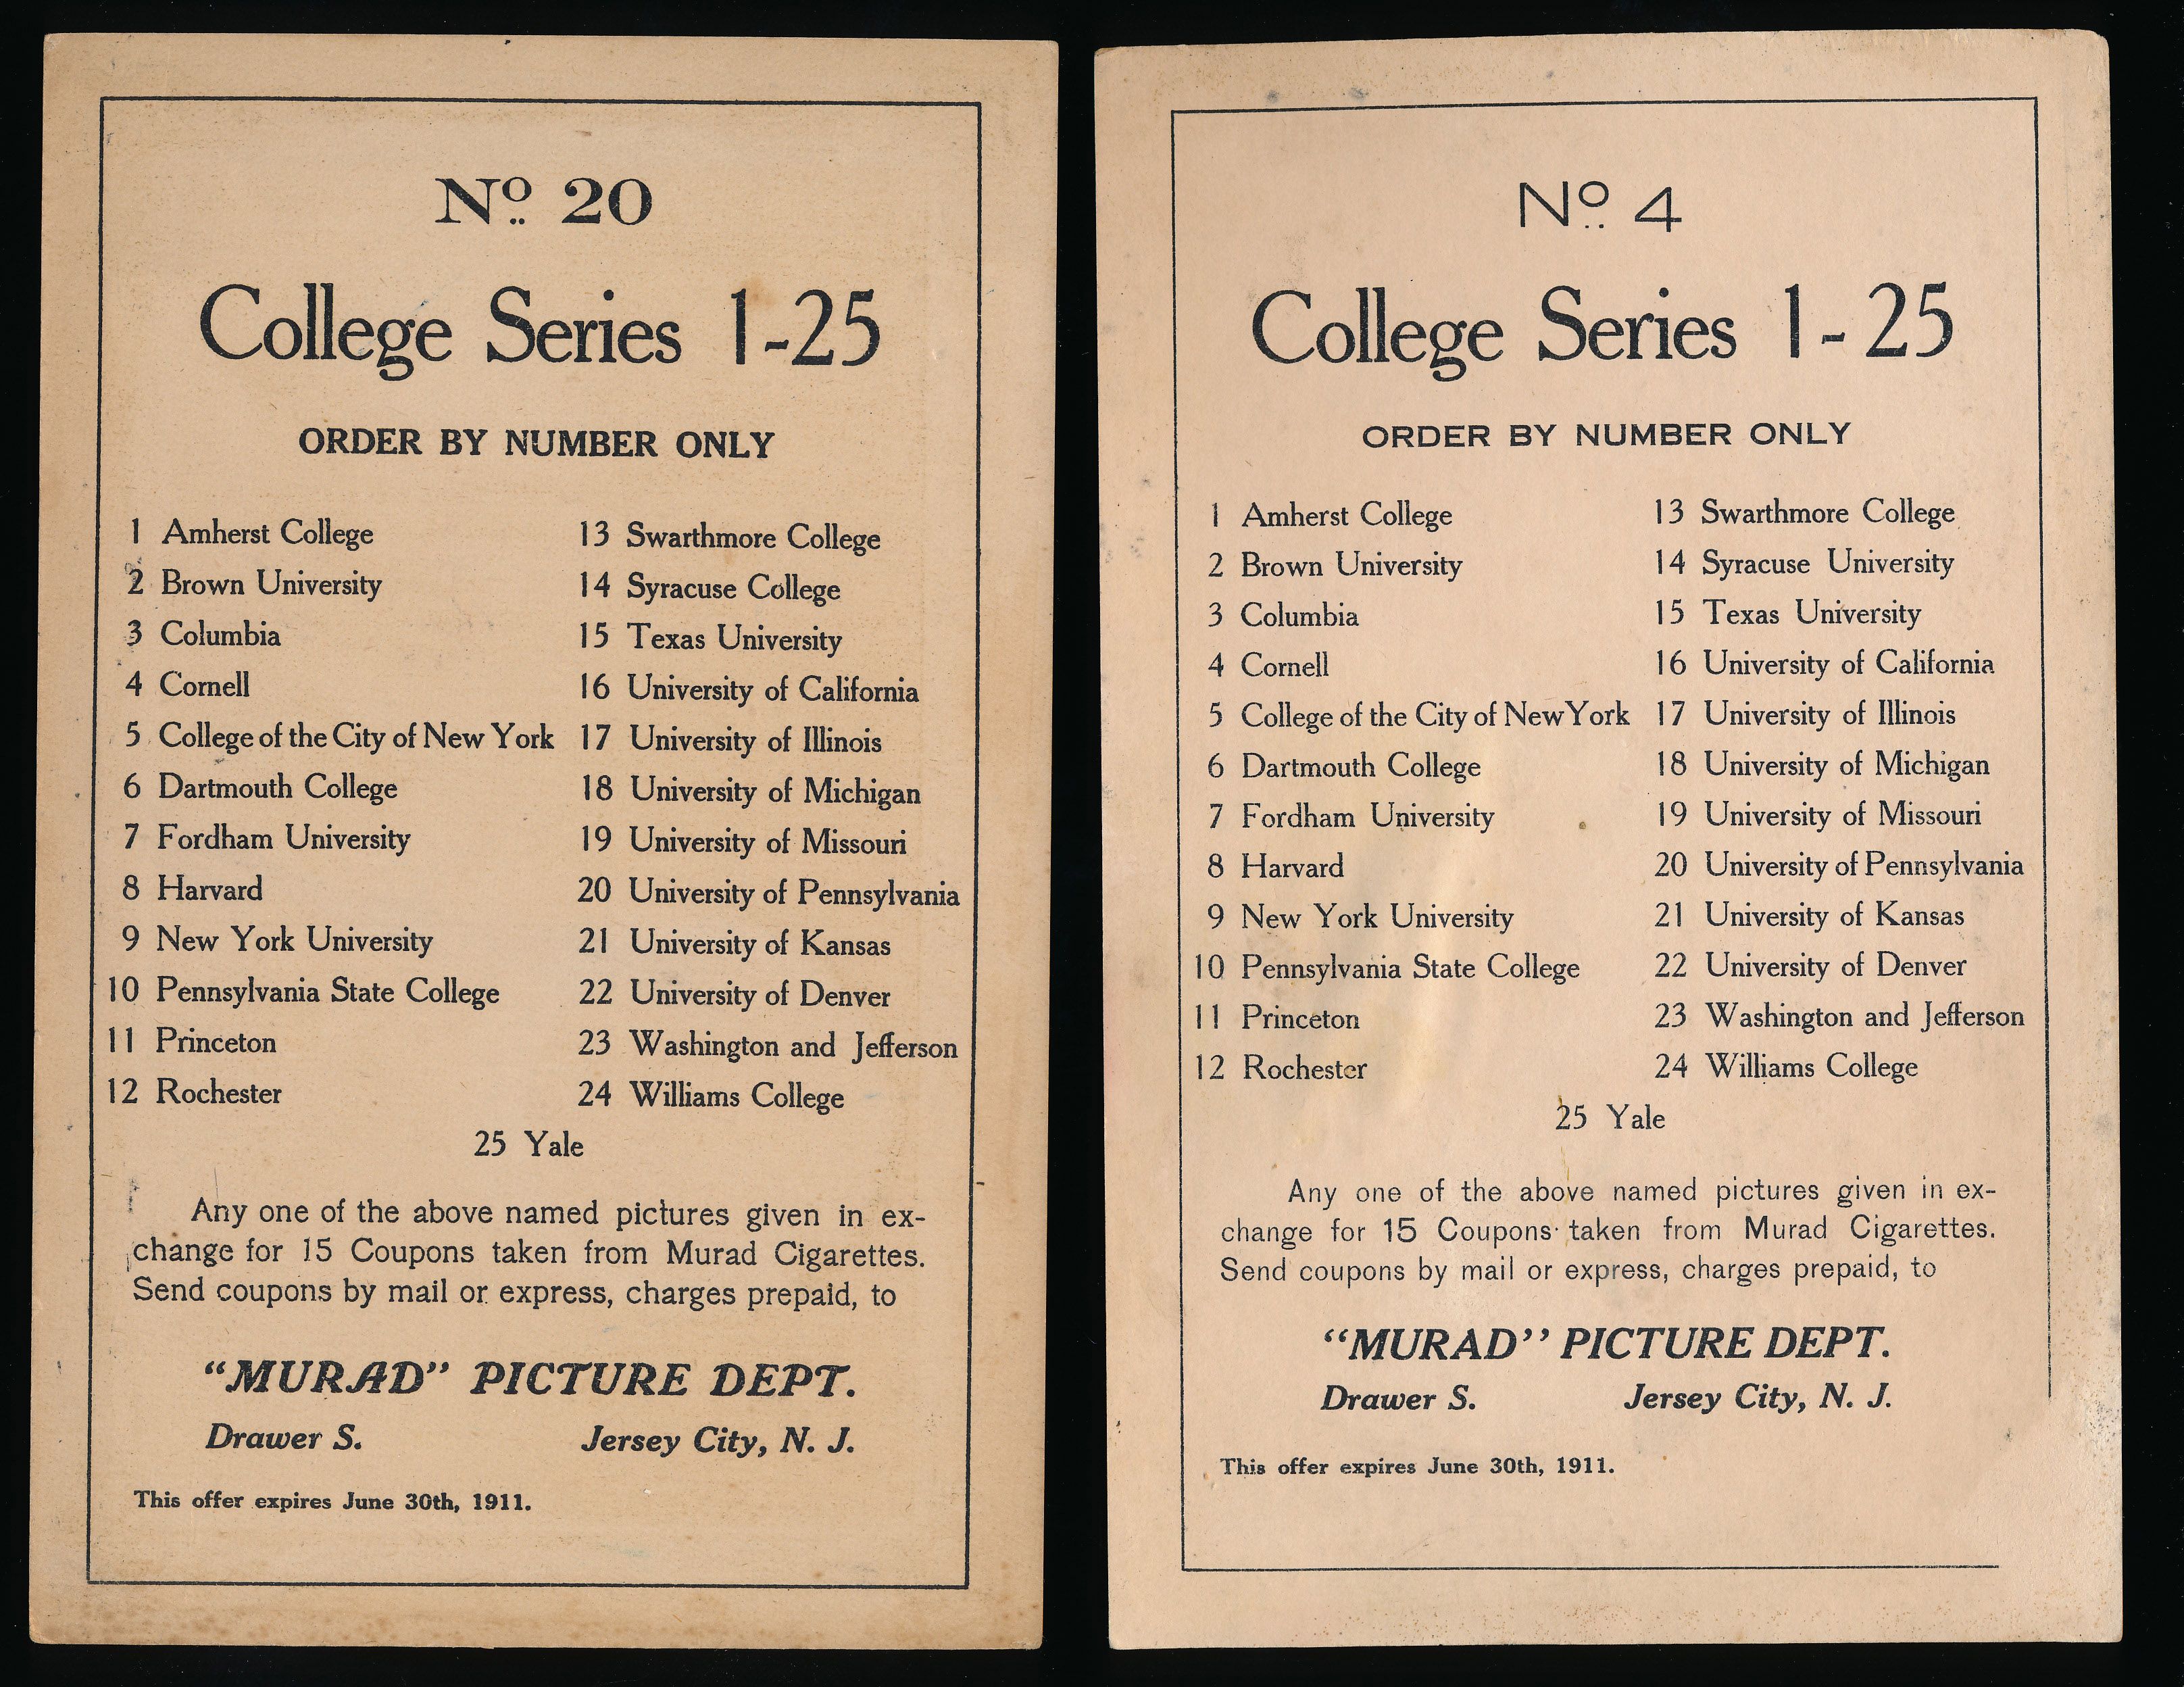 Nº 20
College Series 1-25
ORDER BY NUMBER ONLY
1 Amherst College
2 Brown University
3 Columbia
4 Cornell
5 College of the City of New York
6 Dartmouth College
7 Fordham University
8 Harvard
9 New York University
10 Pennsylvania State College
11 Princeton
12 Rochester
13 Swarthmore College
14 Syracuse College
15 Texas University
16 University of California
17 University of Illinois
18 University of Michigan
19 University of Missouri
20 University of Pennsylvania
21 University of Kansas
22 University of Denver
23 Washington and Jefferson
24 Williams College
25 Yale
Any one of the above named pictures given in ex-
change for 15 Coupons taken from Murad Cigarettes.
Send coupons by mail or express, charges prepaid, to
“MURAD” PICTURE DEPT.
Drawer S. Jersey City, N. J.
This offer expires June 30th, 1911.
Nº 4
College Series 1-25
ORDER BY NUMBER ONLY
1 Amherst College
2 Brown University
3 Columbia
4 Cornell
5 College of the City of New York
6 Dartmouth College
7 Fordham University
8 Harvard
9 New York University
10 Pennsylvania State College
11 Princeton
12 Rochester
13 Swarthmore College
14 Syracuse University
15 Texas University
16 University of California
17 University of Illinois
18 University of Michigan
19 University of Missouri
20 University of Pennsylvania
21 University of Kansas
22 University of Denver
23 Washington and Jefferson
24 Williams College
25 Yale
Any one of the above named pictures given in ex-
change for 15 Coupons taken from Murad Cigarettes.
Send coupons by mail or express, charges prepaid, to
“MURAD” PICTURE DEPT.
Drawer S. Jersey City, N. J.
This offer expires June 30th, 1911.